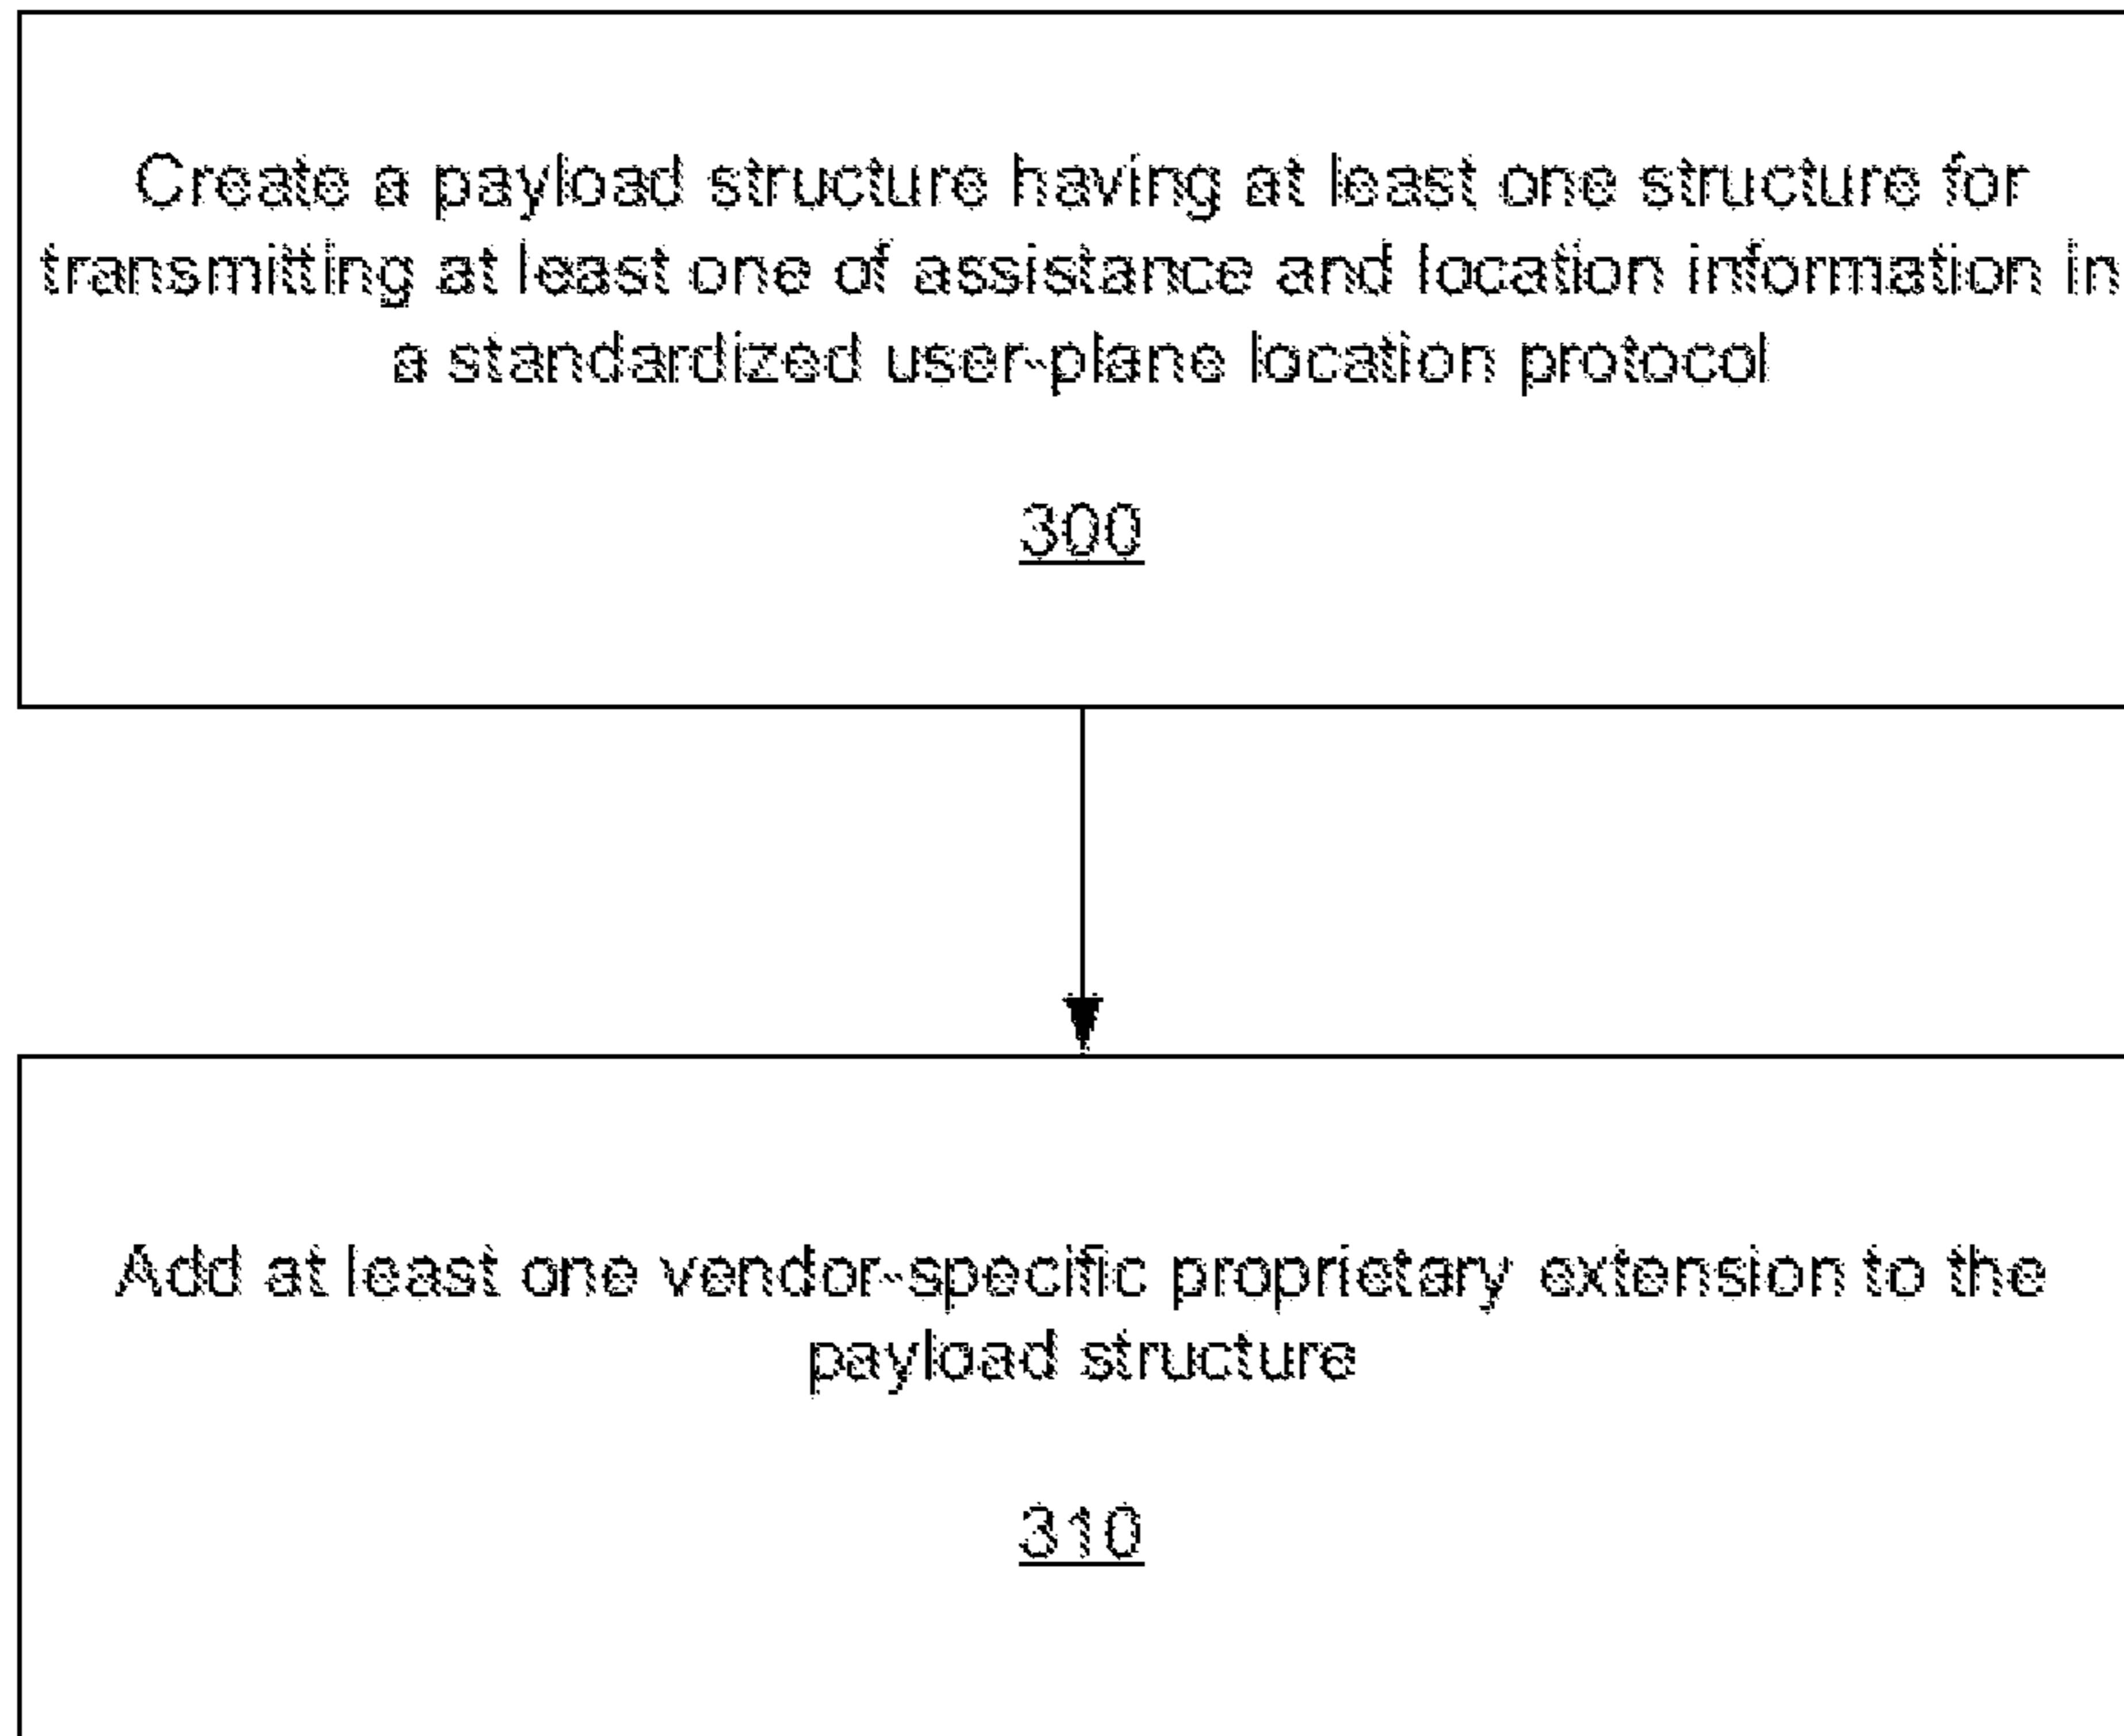 Create a payload structure having at least one structure for
transmitting at least one of assistance and location information in
a standardized user-plane location protocol
300
Add at least one vendor-specific proprietary extension to the
payload structure
310